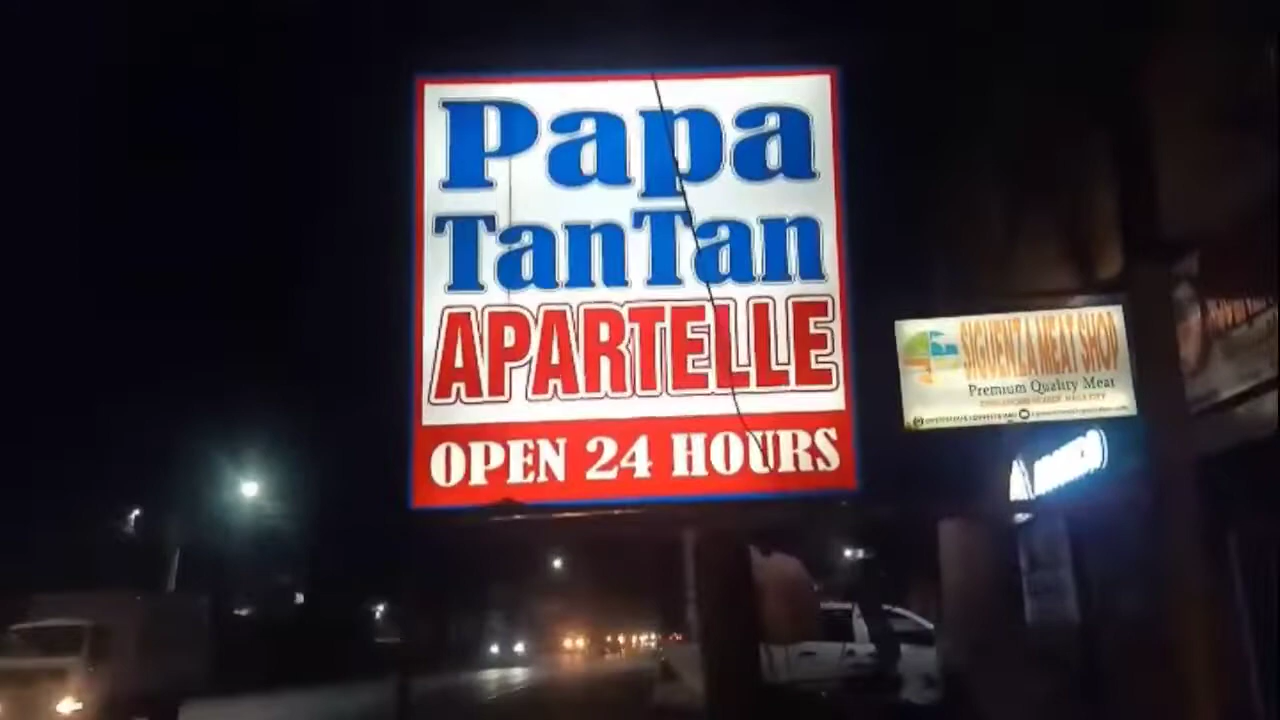 Papa
TanTan
APARTELLE
OPEN 24 HOURS
SIGUENZA MEAT SHOP
Premium Quality Meat